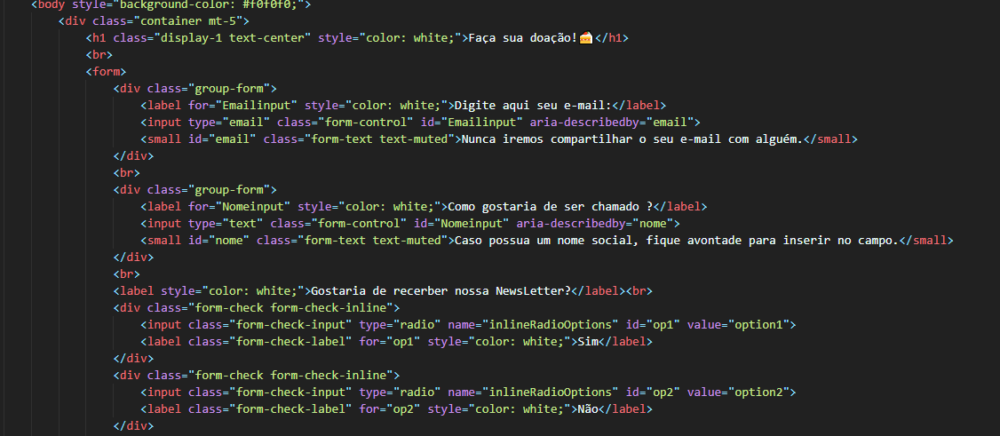 <body style="background-color: #f0f0f0;">
<div class="container mt-5">
<h1 class="display-1 text-center" style="color: white;">Faça sua doação!🍰</h1>
<br>
<form>
<div class="group-form">
<label for="Emailinput" style="color: white;">Digite aqui seu e-mail:</label>
<input type="email" class="form-control" id="Emailinput" aria-describedby="email">
<small id="email" class="form-text text-muted">Nunca iremos compartilhar o seu e-mail com alguém.</small>
</div>
<br>
<div class="group-form">
<label for="Nomeinput" style="color: white;">Como gostaria de ser chamado ?</label>
<input type="text" class="form-control" id="Nomeinput" aria-describedby="nome">
<small id="nome" class="form-text text-muted">Caso possua um nome social, fique avontade para inserir no campo.</small>
</div>
<br>
<label style="color: white;">Gostaria de recerber nossa NewsLetter?</label><br>
<div class="form-check form-check-inline">
<input class="form-check-input" type="radio" name="inlineRadioOptions" id="op1" value="option1">
<label class="form-check-label" for="op1" style="color: white;">Sim</label>
</div>
<div class="form-check form-check-inline">
<input class="form-check-input" type="radio" name="inlineRadioOptions" id="op2" value="option2">
<label class="form-check-label" for="op2" style="color: white;">Não</label>
</div>